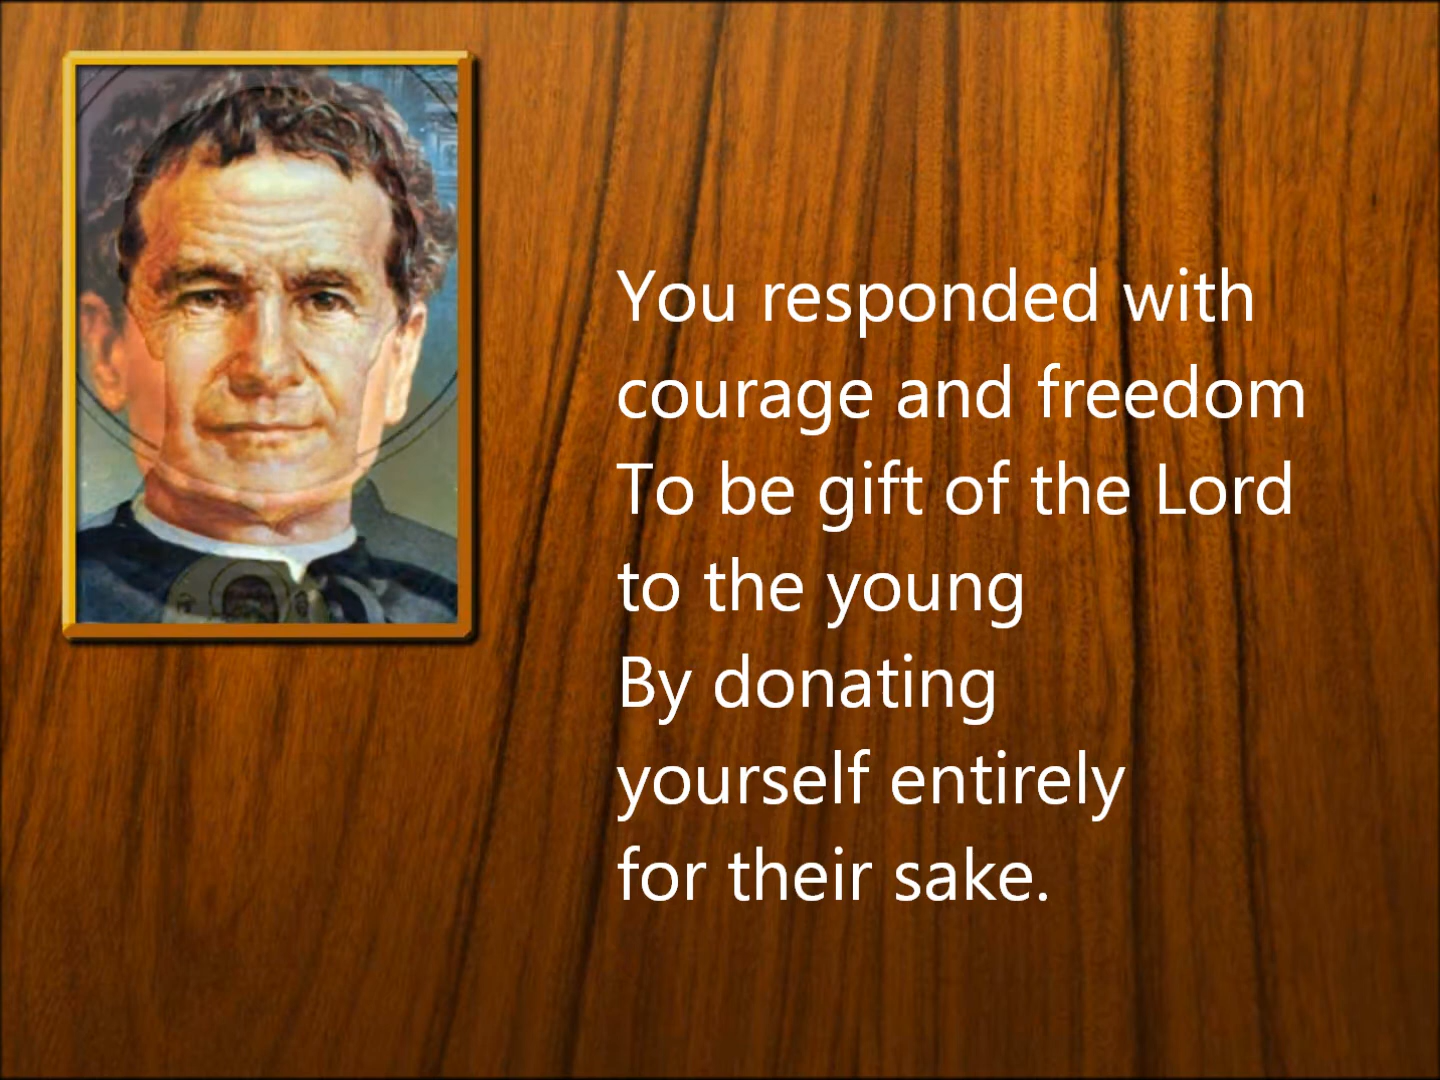 You responded with
courage and freedom
To be gift of the Lord
to the young
By donating
yourself entirely
for their sake.